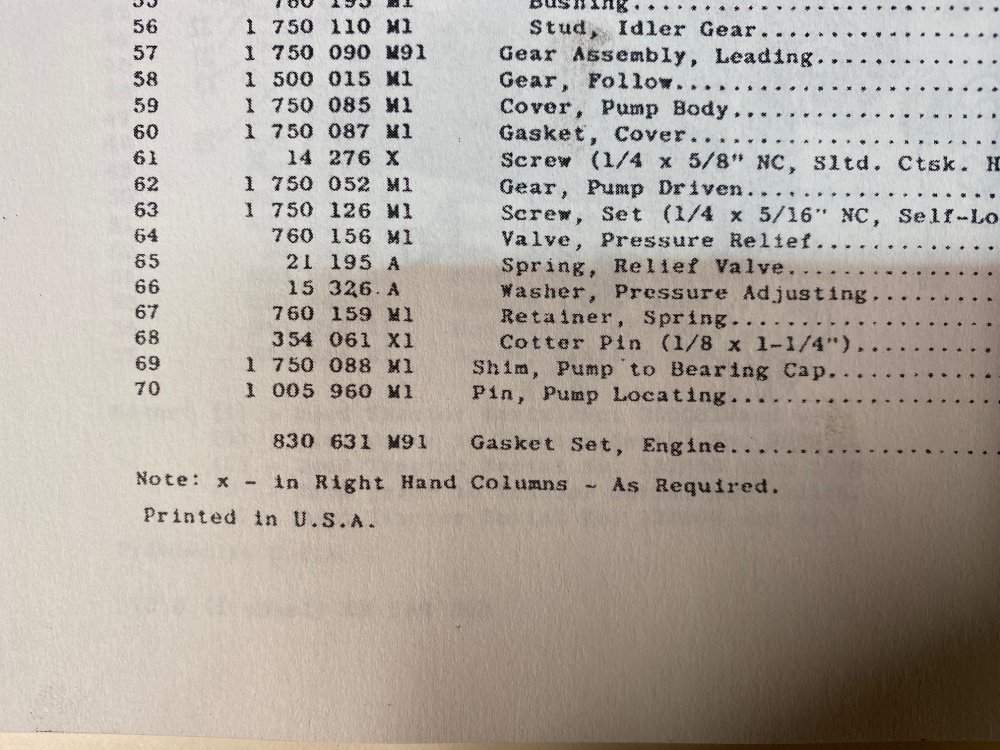 55 760 195 M1 Bushing..............................
56 1 750 110 M1 Stud, Idler Gear....................
57 1 750 090 M91 Gear Assembly, Leading.............
58 1 500 015 M1 Gear, Follow........................
59 1 750 085 M1 Cover, Pump Body....................
60 1 750 087 M1 Gasket, Cover.......................
61 14 276 X Screw (1/4 x 5/8" NC, Sltd. Ctsk. H
62 1 750 052 M1 Gear, Pump Driven...................
63 1 750 126 M1 Screw, Set (1/4 x 5/16" NC, Self-Lo
64 760 156 M1 Valve, Pressure Relief..............
65 21 195 A Spring, Relief Valve................
66 15 326 A Washer, Pressure Adjusting..........
67 760 159 M1 Retainer, Spring....................
68 354 061 X1 Cotter Pin (1/8 x 1-1/4")...........
69 1 750 088 M1 Shim, Pump to Bearing Cap.............
70 1 005 960 M1 Pin, Pump Locating....................
830 631 M91 Gasket Set, Engine....................
Note: x - in Right Hand Columns - As Required.
Printed in U.S.A.